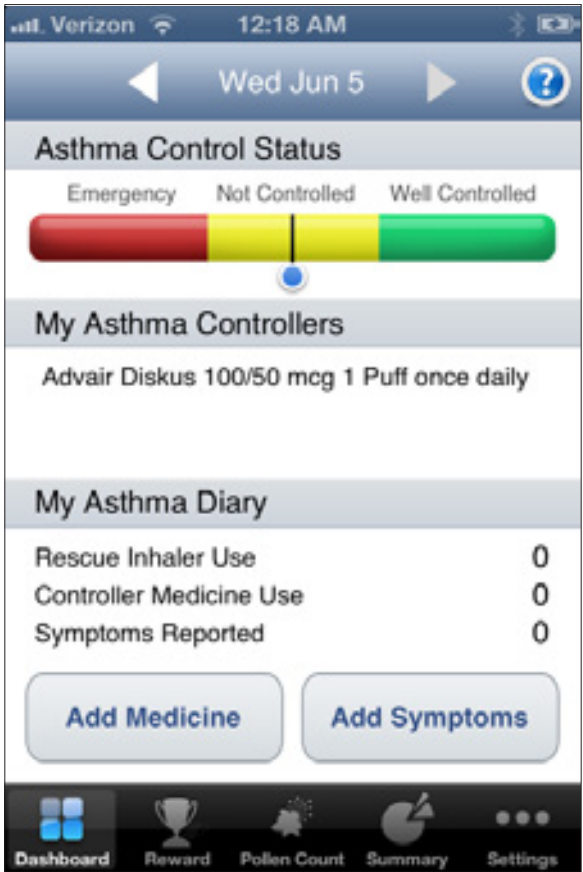 Verizon 12:18 AM
Wed Jun 5 ?
Asthma Control Status
Emergency Not Controlled Well Controlled
My Asthma Controllers
Advair Diskus 100/50 mcg 1 Puff once daily
My Asthma Diary
Rescue Inhaler Use 0
Controller Medicine Use 0
Symptoms Reported 0
Add Medicine Add Symptoms
Dashboard Reward Pollen Count Summary Settings